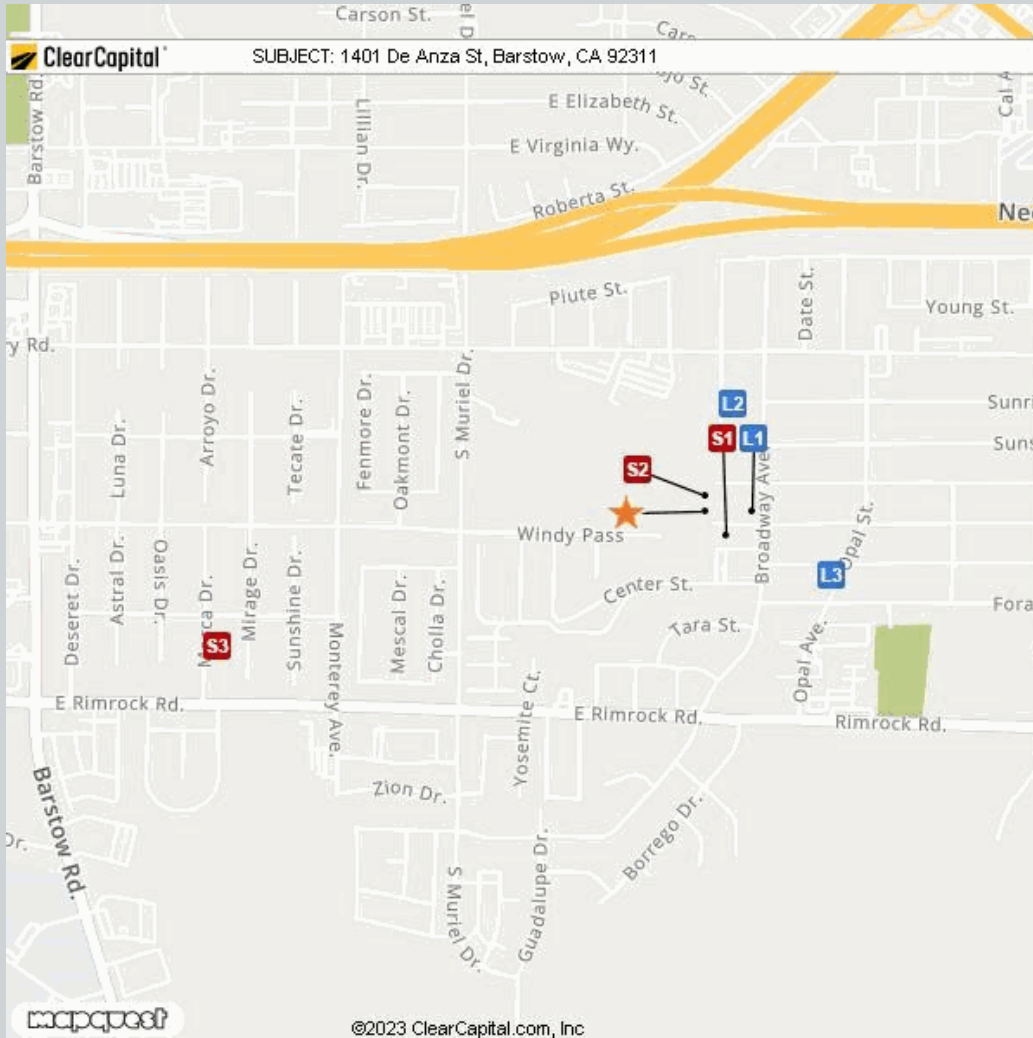 Carson St.
ClearCapital
SUBJECT: 1401 De Anza St, Barstow, CA 92311
Barstow Rd.
Lillian Dr.
E Elizabeth St.
E Virginia Wy.
Roberta St.
Piute St.
Date St.
Young St.
y Rd.
Arroyo Dr.
Fenmore Dr.
Oakmont Dr.
S Muriel Dr.
Luna Dr.
Tecate Dr.
L2
S1
L1
S2
Broadway Ave.
Windy Pass
Opal St.
Deseret Dr.
Astral Dr.
Oasis Dr.
Mirage Dr.
Sunshine Dr.
Monterey Ave.
Mescal Dr.
Cholla Dr.
Center St.
L3
Tara St.
S3
Opal Ave.
E Rimrock Rd.
E Rimrock Rd.
Rimrock Rd.
Yosemite Ct.
Zion Dr.
Barstow Rd.
Borrego Dr.
S Muriel Dr.
Guadalupe Dr.
mapquest
©2023 ClearCapital.com, Inc